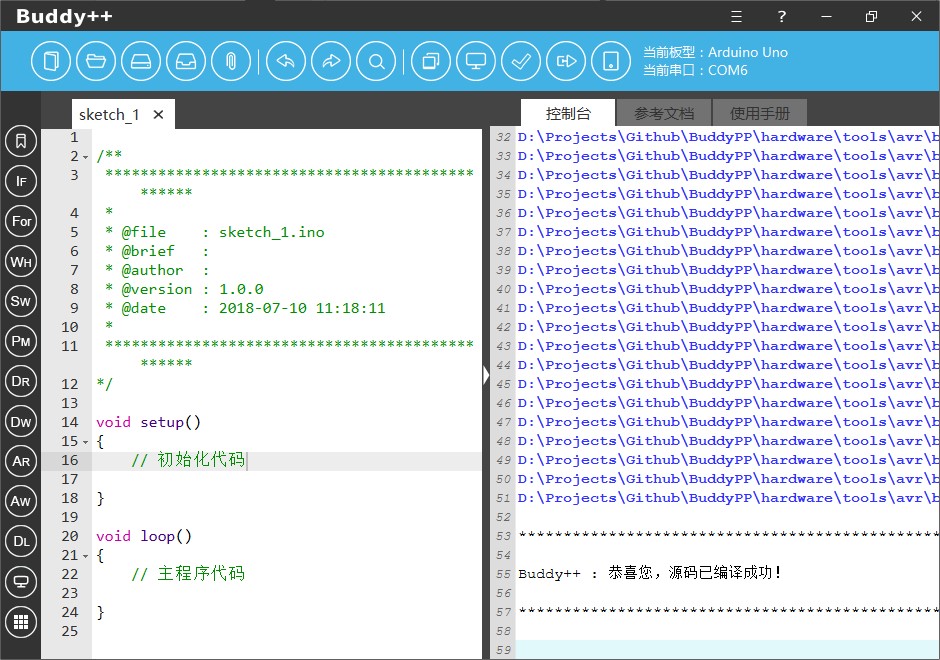 Buddy++
?
当前板型：Arduino Uno
当前串口：COM6
sketch_1 ×
控制台 参考文档 使用手册
IF
For
WH
SW
PM
DR
DW
AR
AW
DL
1
2 /**
3 ******************************************
******
4 *
5 * @file : sketch_1.ino
6 * @brief :
7 * @author :
8 * @version : 1.0.0
9 * @date : 2018-07-10 11:18:11
10 *
11 ******************************************
******
12 */
13
14 void setup()
15 {
16 // 初始化代码
17
18 }
19
20 void loop()
21 {
22 // 主程序代码
23
24 }
25
32 D:\Projects\Github\BuddyPP\hardware\tools\avr\b
33 D:\Projects\Github\BuddyPP\hardware\tools\avr\b
34 D:\Projects\Github\BuddyPP\hardware\tools\avr\b
35 D:\Projects\Github\BuddyPP\hardware\tools\avr\b
36 D:\Projects\Github\BuddyPP\hardware\tools\avr\b
37 D:\Projects\Github\BuddyPP\hardware\tools\avr\b
38 D:\Projects\Github\BuddyPP\hardware\tools\avr\b
39 D:\Projects\Github\BuddyPP\hardware\tools\avr\b
40 D:\Projects\Github\BuddyPP\hardware\tools\avr\b
41 D:\Projects\Github\BuddyPP\hardware\tools\avr\b
42 D:\Projects\Github\BuddyPP\hardware\tools\avr\b
43 D:\Projects\Github\BuddyPP\hardware\tools\avr\b
44 D:\Projects\Github\BuddyPP\hardware\tools\avr\b
45 D:\Projects\Github\BuddyPP\hardware\tools\avr\b
46 D:\Projects\Github\BuddyPP\hardware\tools\avr\b
47 D:\Projects\Github\BuddyPP\hardware\tools\avr\b
48 D:\Projects\Github\BuddyPP\hardware\tools\avr\b
49 D:\Projects\Github\BuddyPP\hardware\tools\avr\b
50 D:\Projects\Github\BuddyPP\hardware\tools\avr\b
51 D:\Projects\Github\BuddyPP\hardware\tools\avr\b
52
53 ***********************************************
54
55 Buddy++ : 恭喜您，源码已编译成功！
56
57 ***********************************************
58
59